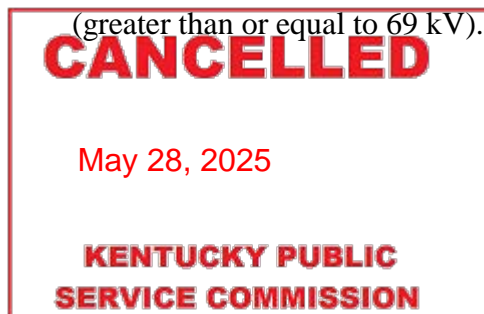 (greater than or equal to 69 kV).
CANCELLED
May 28, 2025
KENTUCKY PUBLIC
SERVICE COMMISSION